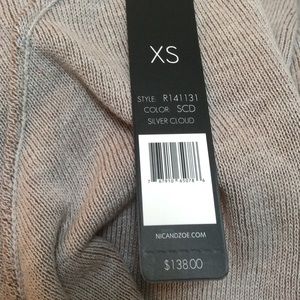 XS
STYLE: R141131
COLOR: SCD
SILVER CLOUD
NICANDZOE.COM
$138.00